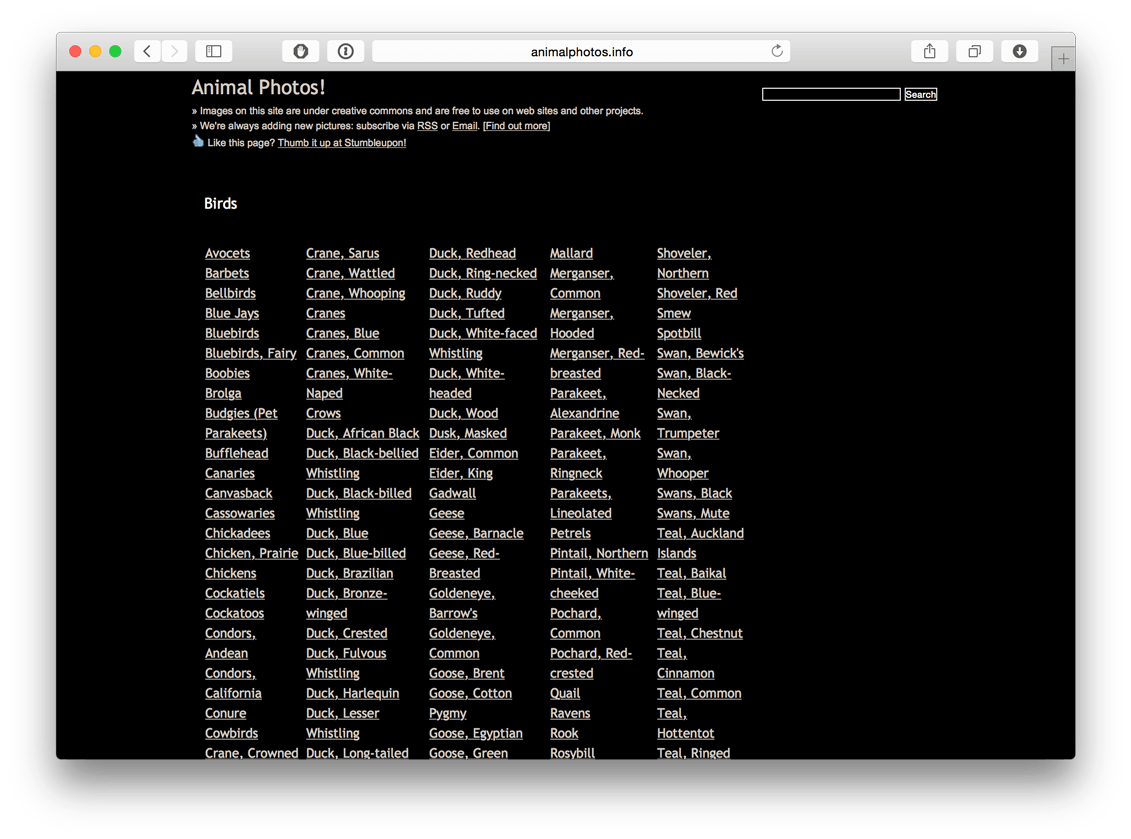 animalphotos.info
Animal Photos!
Search
» Images on this site are under creative commons and are free to use on web sites and other projects.
» We're always adding new pictures: subscribe via RSS or Email. [Find out more]
Like this page? Thumb it up at Stumbleupon!
Birds
Avocets
Barbets
Bellbirds
Blue Jays
Bluebirds
Bluebirds, Fairy
Boobies
Brolga
Budgies (Pet
Parakeets)
Bufflehead
Canaries
Canvasback
Cassowaries
Chickadees
Chicken, Prairie
Chickens
Cockatiels
Cockatoos
Condors,
Andean
Condors,
California
Conure
Cowbirds
Crane, Crowned
Crane, Sarus
Crane, Wattled
Crane, Whooping
Cranes
Cranes, Blue
Cranes, Common
Cranes, White-
Naped
Crows
Duck, African Black
Duck, Black-bellied
Whistling
Duck, Black-billed
Whistling
Duck, Blue
Duck, Blue-billed
Duck, Brazilian
Duck, Bronze-
winged
Duck, Crested
Duck, Fulvous
Whistling
Duck, Harlequin
Duck, Lesser
Whistling
Duck, Long-tailed
Duck, Redhead
Duck, Ring-necked
Duck, Ruddy
Duck, Tufted
Duck, White-faced
Whistling
Duck, White-
headed
Duck, Wood
Dusk, Masked
Eider, Common
Eider, King
Gadwall
Geese
Geese, Barnacle
Geese, Red-
Breasted
Goldeneye,
Barrow's
Goldeneye,
Common
Goose, Brent
Goose, Cotton
Pygmy
Goose, Egyptian
Goose, Green
Mallard
Merganser,
Common
Merganser,
Hooded
Merganser, Red-
breasted
Parakeet,
Alexandrine
Parakeet, Monk
Parakeet,
Ringneck
Parakeets,
Lineolated
Petrels
Pintail, Northern
Pintail, White-
cheeked
Pochard,
Common
Pochard, Red-
crested
Quail
Ravens
Rook
Rosybill
Shoveler,
Northern
Shoveler, Red
Smew
Spotbill
Swan, Bewick's
Swan, Black-
Necked
Swan,
Trumpeter
Swan,
Whooper
Swans, Black
Swans, Mute
Teal, Auckland
Islands
Teal, Baikal
Teal, Blue-
winged
Teal, Chestnut
Teal,
Cinnamon
Teal, Common
Teal,
Hottentot
Teal, Ringed